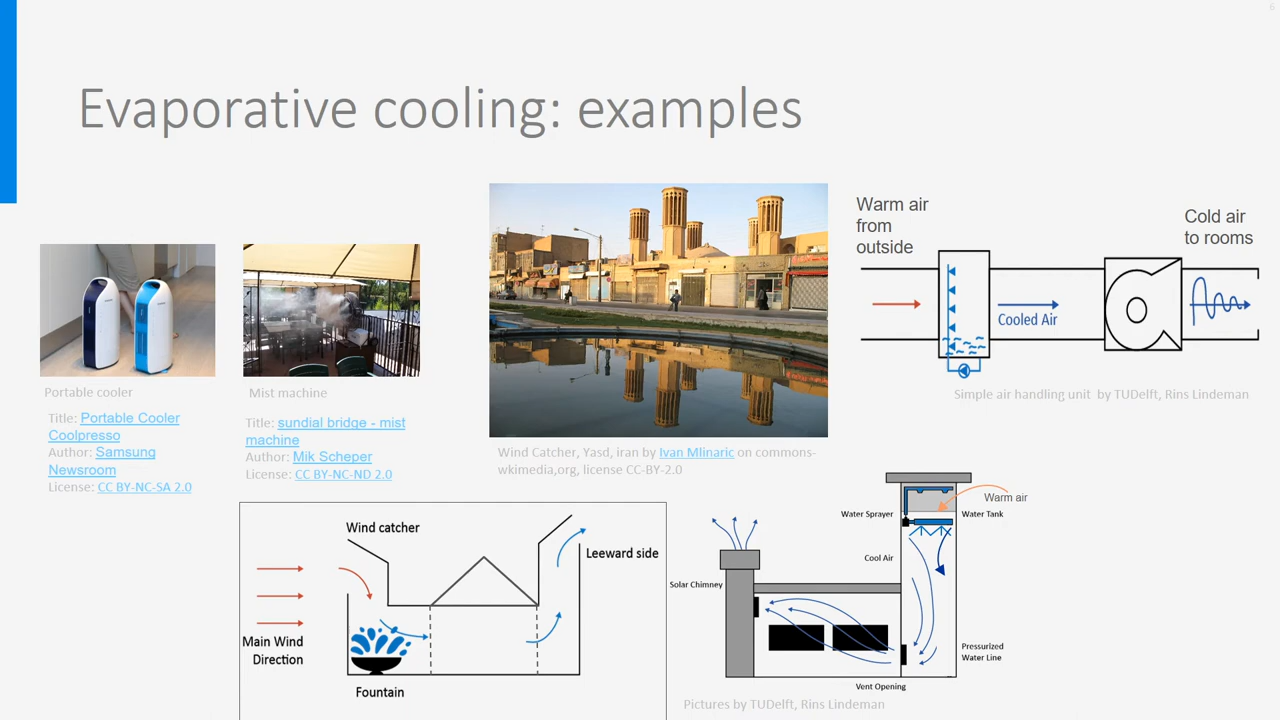 6
Evaporative cooling: examples
Portable cooler
Title: Portable Cooler
Coolpresso
Author: Samsung
Newsroom
License: CC BY-NC-SA 2.0
Mist machine
Title: sundial bridge - mist
machine
Author: Mik Scheper
License: CC BY-NC-ND 2.0
Wind Catcher, Yasd, iran by Ivan Mlinaric on commons-
wkimedia,org, license CC-BY-2.0
Warm air
from
outside
Cooled Air
Cold air
to rooms
Simple air handling unit  by TUDelft, Rins Lindeman
Wind catcher
Leeward side
Main Wind
Direction
Fountain
Warm air
Water Sprayer
Water Tank
Cool Air
Solar Chimney
Pressurized
Water Line
Vent Opening
Pictures by TUDelft, Rins Lindeman